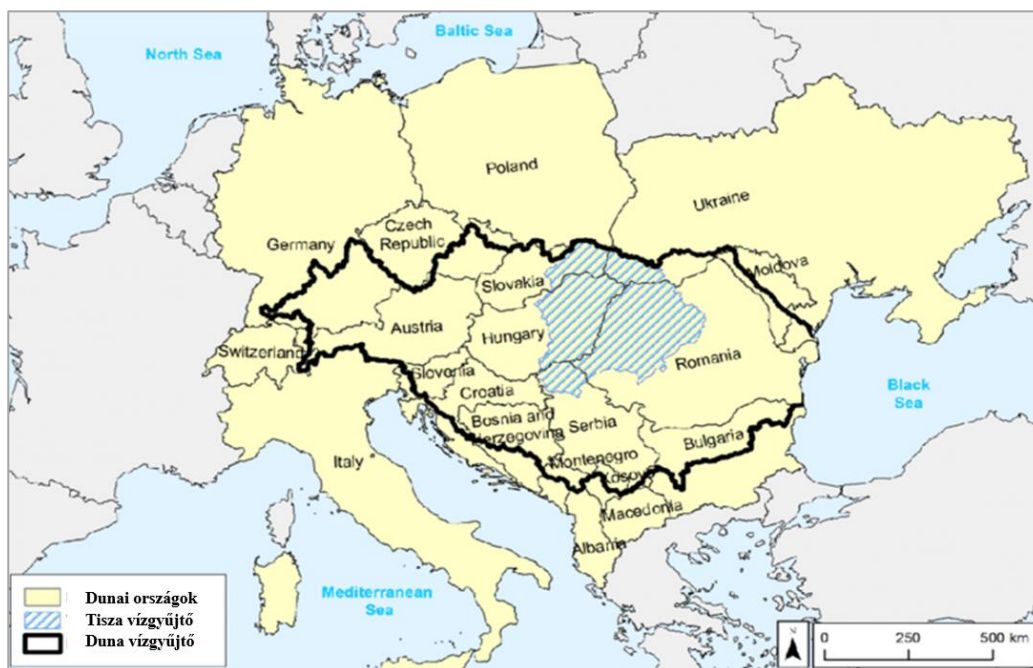 North Sea
Baltic Sea
Poland
Ukraine
Czech
Republic
Germany
Moldova
Slovakia
Austria
Hungary
Switzerland
Romania
Slovenia
Croatia
Black
Sea
Bosnia and
Herzegovina
Serbia
Bulgaria
Italy
Montenegro
Kosovo
Macedonia
Albania
Mediterranean
Sea
Dunai országok
Tisza vízgyűjtő
Duna vízgyűjtő
N
0 250 500 km